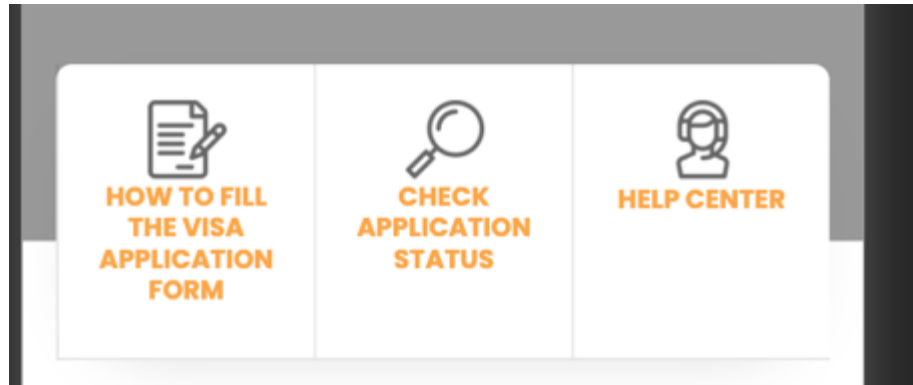 HOW TO FILL
THE VISA
APPLICATION
FORM
CHECK
APPLICATION
STATUS
HELP CENTER